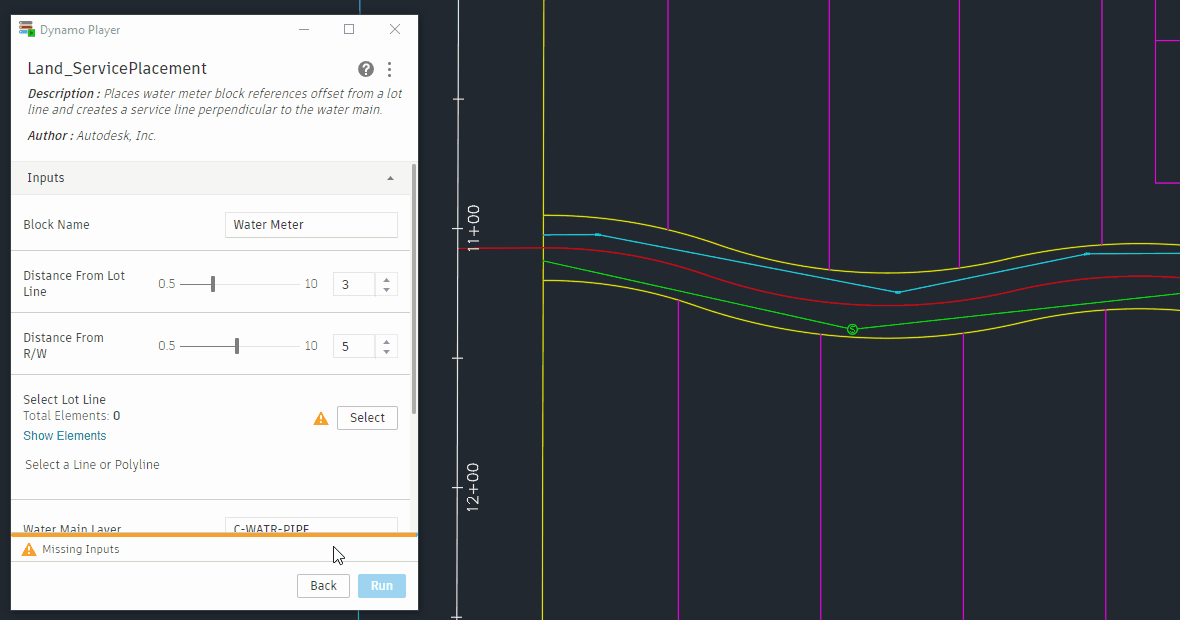 Dynamo Player
Land_ServicePlacement
Description : Places water meter block references offset from a lot
line and creates a service line perpendicular to the water main.
Author : Autodesk, Inc.
Inputs
Block Name
Water Meter
Distance From Lot
Line
0.5
10
3
Distance From
R/W
0.5
10
5
Select Lot Line
Total Elements: 0
Show Elements
Select
Select a Line or Polyline
Water Main Layer
C-WATR-PIPE
Missing Inputs
Back
Run
11+00
12+00
S